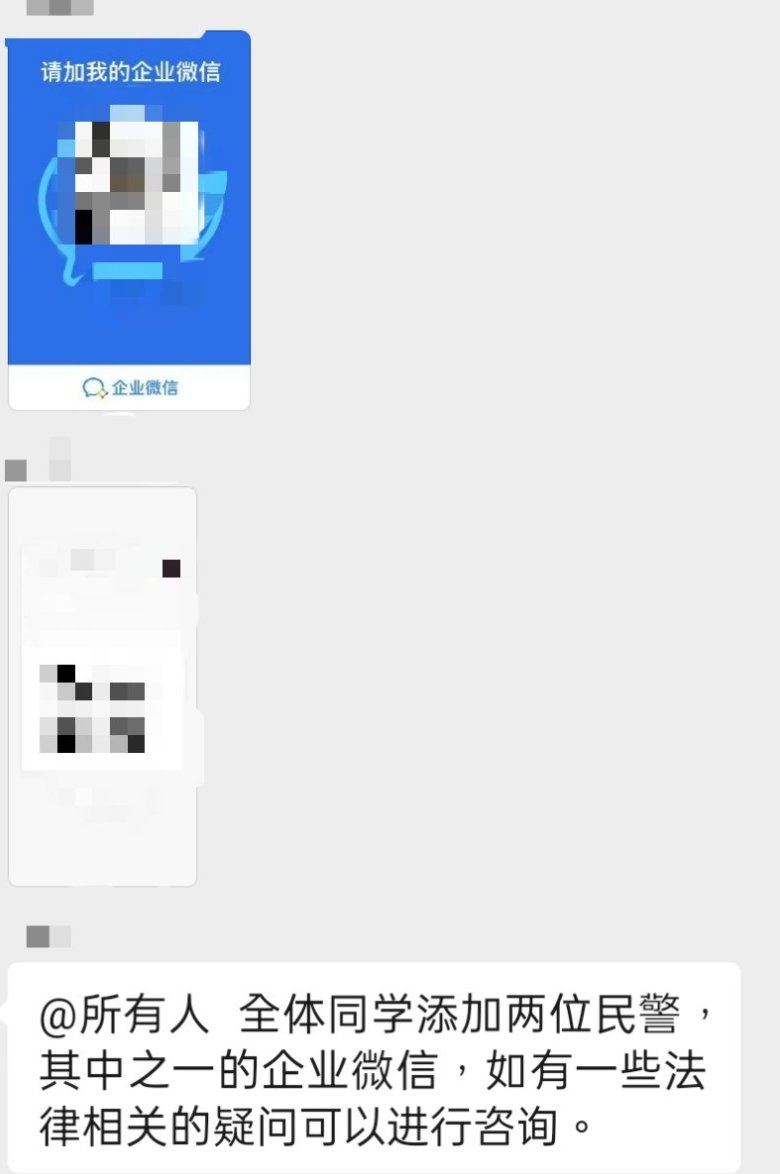 请加我的企业微信
企业微信
@所有人 全体同学添加两位民警，
其中之一的企业微信，如有一些法
律相关的疑问可以进行咨询。